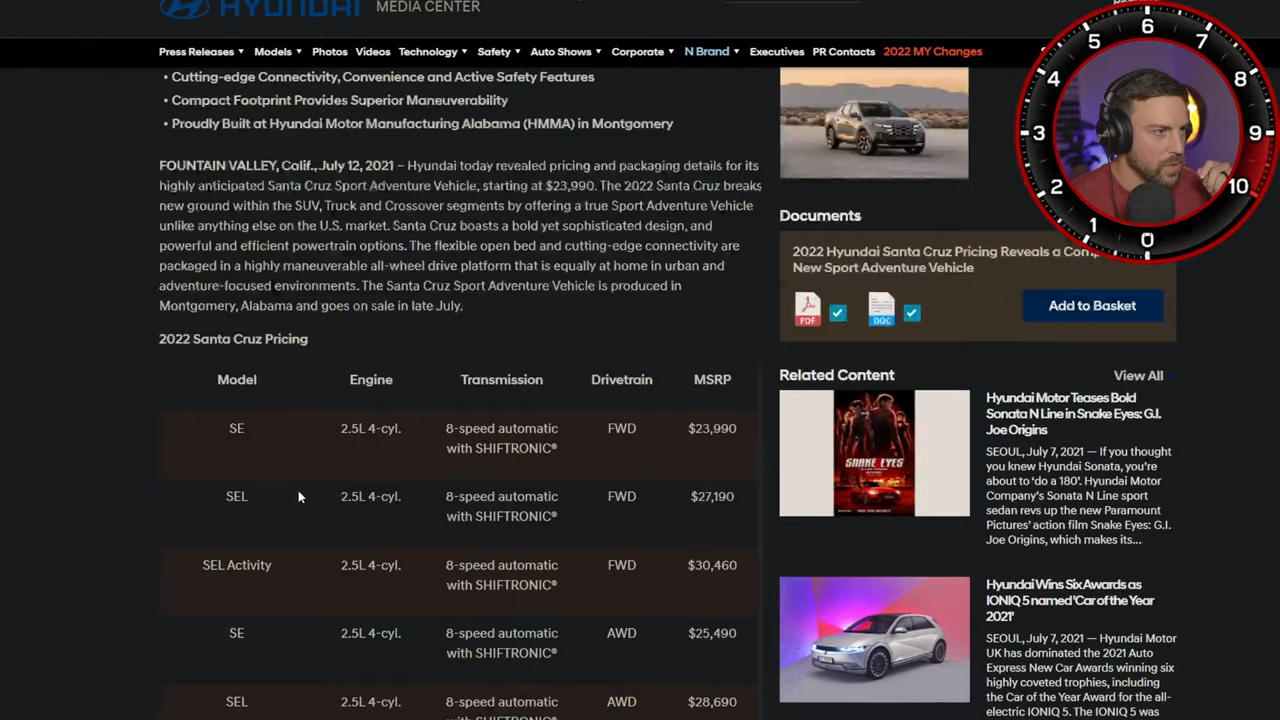 HYUNDAI
MEDIA CENTER
Press Releases
Models
Photos
Videos
Technology
Safety
Auto Shows
Corporate
N Brand
Executives
PR Contacts
2022 MY Changes
• Cutting-edge Connectivity, Convenience and Active Safety Features
• Compact Footprint Provides Superior Maneuverability
• Proudly Built at Hyundai Motor Manufacturing Alabama (HMMA) in Montgomery
FOUNTAIN VALLEY, Calif., July 12, 2021 – Hyundai today revealed pricing and packaging details for its
highly anticipated Santa Cruz Sport Adventure Vehicle, starting at $23,990. The 2022 Santa Cruz breaks
new ground within the SUV, Truck and Crossover segments by offering a true Sport Adventure Vehicle
unlike anything else on the U.S. market. Santa Cruz boasts a bold yet sophisticated design, and
powerful and efficient powertrain options. The flexible open bed and cutting-edge connectivity are
packaged in a highly maneuverable all-wheel drive platform that is equally at home in urban and
adventure-focused environments. The Santa Cruz Sport Adventure Vehicle is produced in
Montgomery, Alabama and goes on sale in late July.
2022 Santa Cruz Pricing
Model Engine Transmission Drivetrain MSRP
SE 2.5L 4-cyl. 8-speed automatic FWD $23,990
with SHIFTRONIC®
SEL 2.5L 4-cyl. 8-speed automatic FWD $27,190
with SHIFTRONIC®
SEL Activity 2.5L 4-cyl. 8-speed automatic FWD $30,460
with SHIFTRONIC®
SE 2.5L 4-cyl. 8-speed automatic AWD $25,490
with SHIFTRONIC®
SEL 2.5L 4-cyl. 8-speed automatic AWD $28,690
with SHIFTRONIC®
Documents
2022 Hyundai Santa Cruz Pricing Reveals a
New Sport Adventure Vehicle
PDF
DOC
Add to Basket
Related Content
View All
Hyundai Motor Teases Bold
Sonata N Line in Snake Eyes: G.I.
Joe Origins
SEOUL, July 7, 2021 — If you thought
you knew Hyundai Sonata, you're
about to 'do a 180'. Hyundai Motor
Company's Sonata N Line sport
sedan revs up the new Paramount
Pictures' action film Snake Eyes: G.I.
Joe Origins, which makes its...
SNAKE EYES
Hyundai Wins Six Awards as
IONIQ 5 named 'Car of the Year
2021'
SEOUL, July 7, 2021 — Hyundai Motor
UK has dominated the 2021 Auto
Express New Car Awards winning six
highly coveted trophies, including
the Car of the Year Award for the all-
electric IONIQ 5. The IONIQ 5 was
0
1
2
3
4
5
6
7
8
9
10